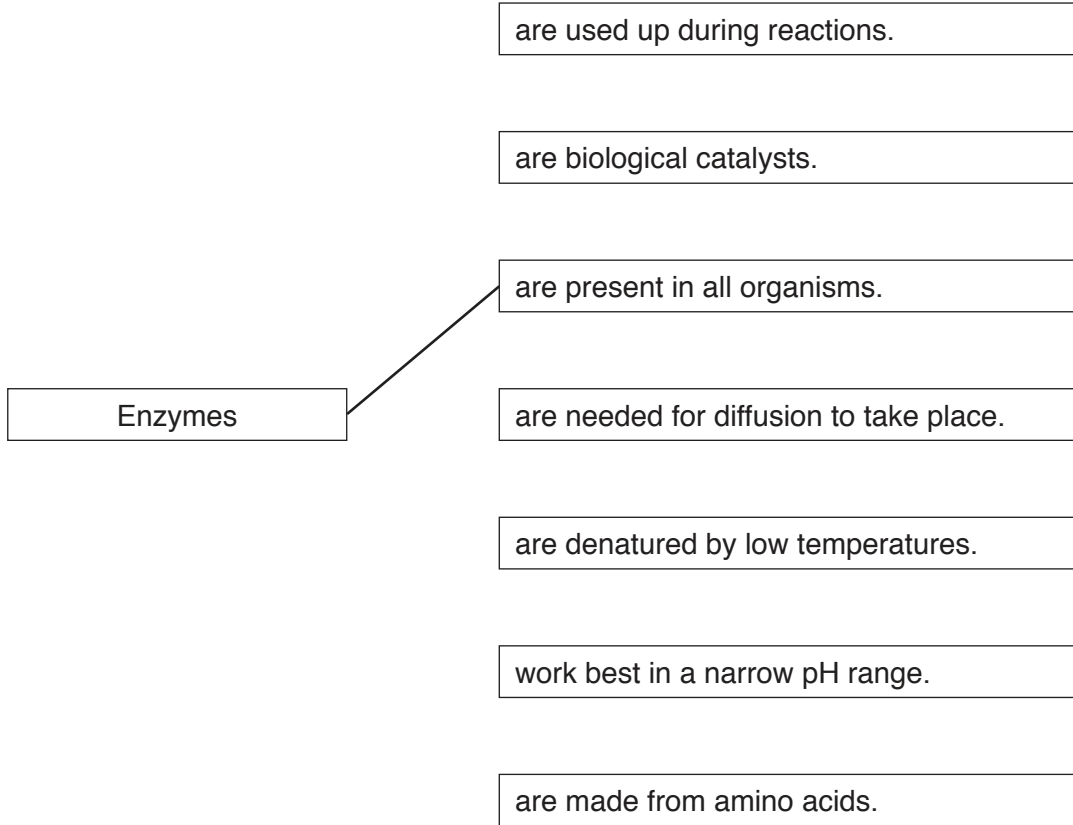 are used up during reactions.
are biological catalysts.
are present in all organisms.
Enzymes
are needed for diffusion to take place.
are denatured by low temperatures.
work best in a narrow pH range.
are made from amino acids.